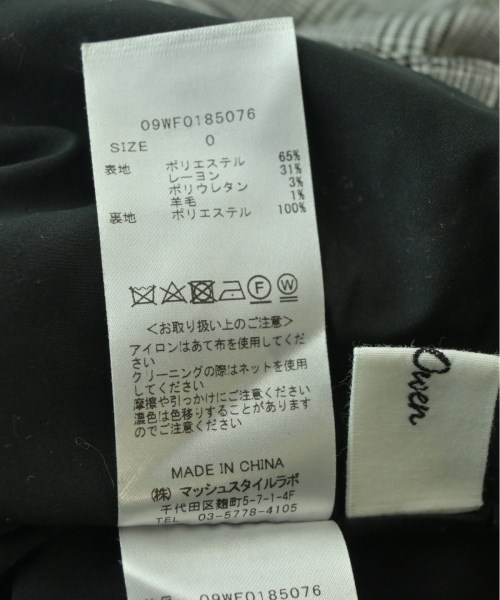 09WF0185076
SIZE 0
表地 ポリエステル 65%
レーヨン 31%
ポリウレタン 3%
羊毛 1%
裏地 ポリエステル 100%
F W
<お取り扱い上のご注意>
アイロンはあて布を使用してくだ
さい
クリーニングの際はネットを使用
してください
摩擦や引っかけにご注意ください
濃色は色移りすることがあります
のでご注意下さい
MADE IN CHINA
(株) マッシュスタイルラボ
千代田区麹町5-7-1-4F
TEL 03-5778-4105
09WF0185076
Owen